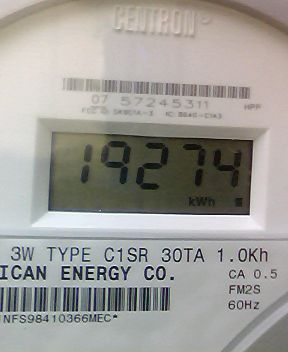 CENTRON
07 57245311 HPP
19274
kWh
3W TYPE C1SR 30TA 1.0Kh
ICAN ENERGY CO. CA 0.5
FM2S
60Hz
NFS98410366MEC*